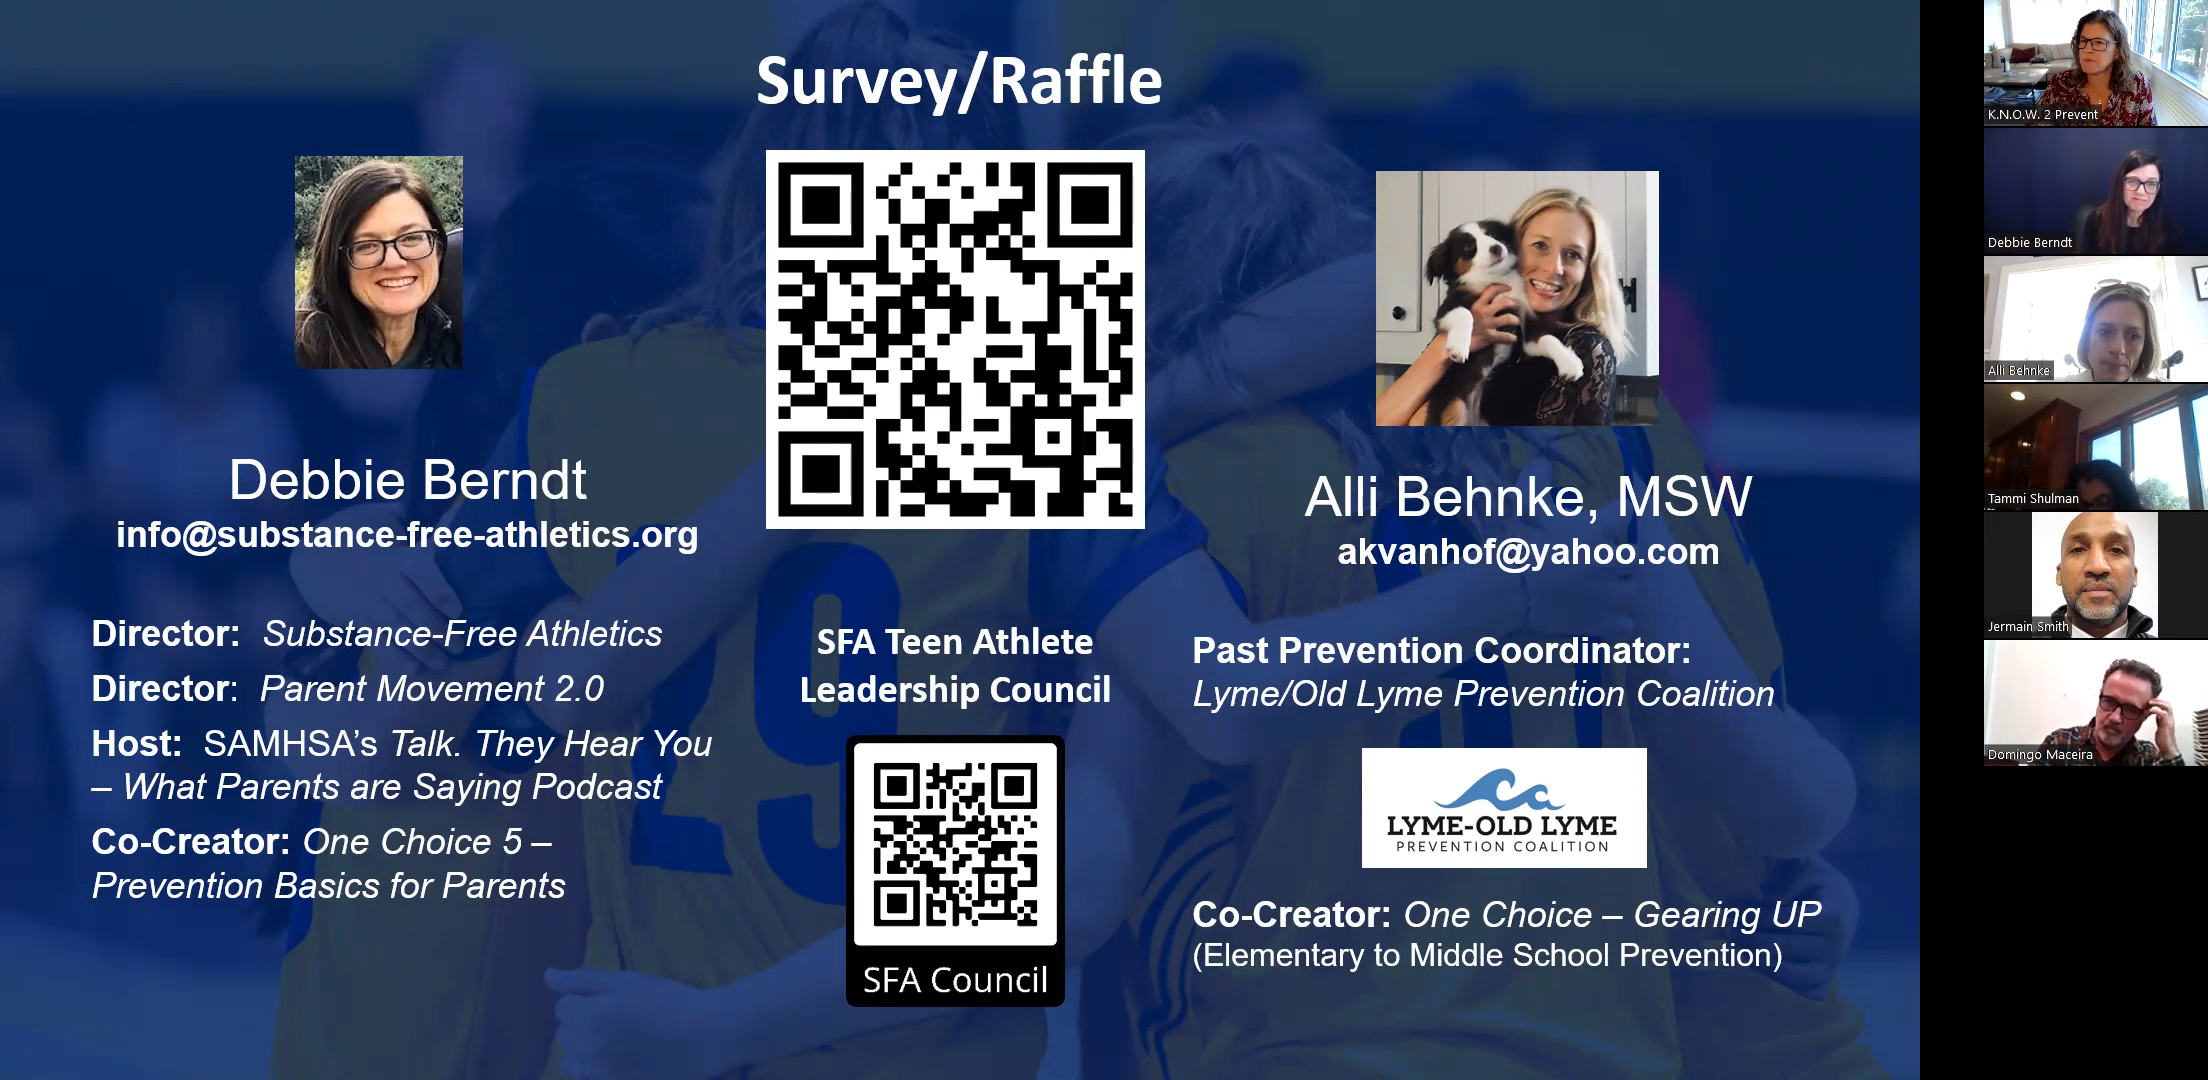 Survey/Raffle
Debbie Berndt
info@substance-free-athletics.org
Director: Substance-Free Athletics
Director: Parent Movement 2.0
Host: SAMHSA’s Talk. They Hear You
– What Parents are Saying Podcast
Co-Creator: One Choice 5 –
Prevention Basics for Parents
29
SFA Teen Athlete
Leadership Council
SFA Council
Alli Behnke, MSW
akvanhof@yahoo.com
Past Prevention Coordinator:
Lyme/Old Lyme Prevention Coalition
LYME-OLD LYME
PREVENTION COALITION
Co-Creator: One Choice – Gearing UP
(Elementary to Middle School Prevention)
K.N.O.W. 2 Prevent
Debbie Berndt
Alli Behnke
Tammi Shulman
Jermain Smith
Domingo Maceira